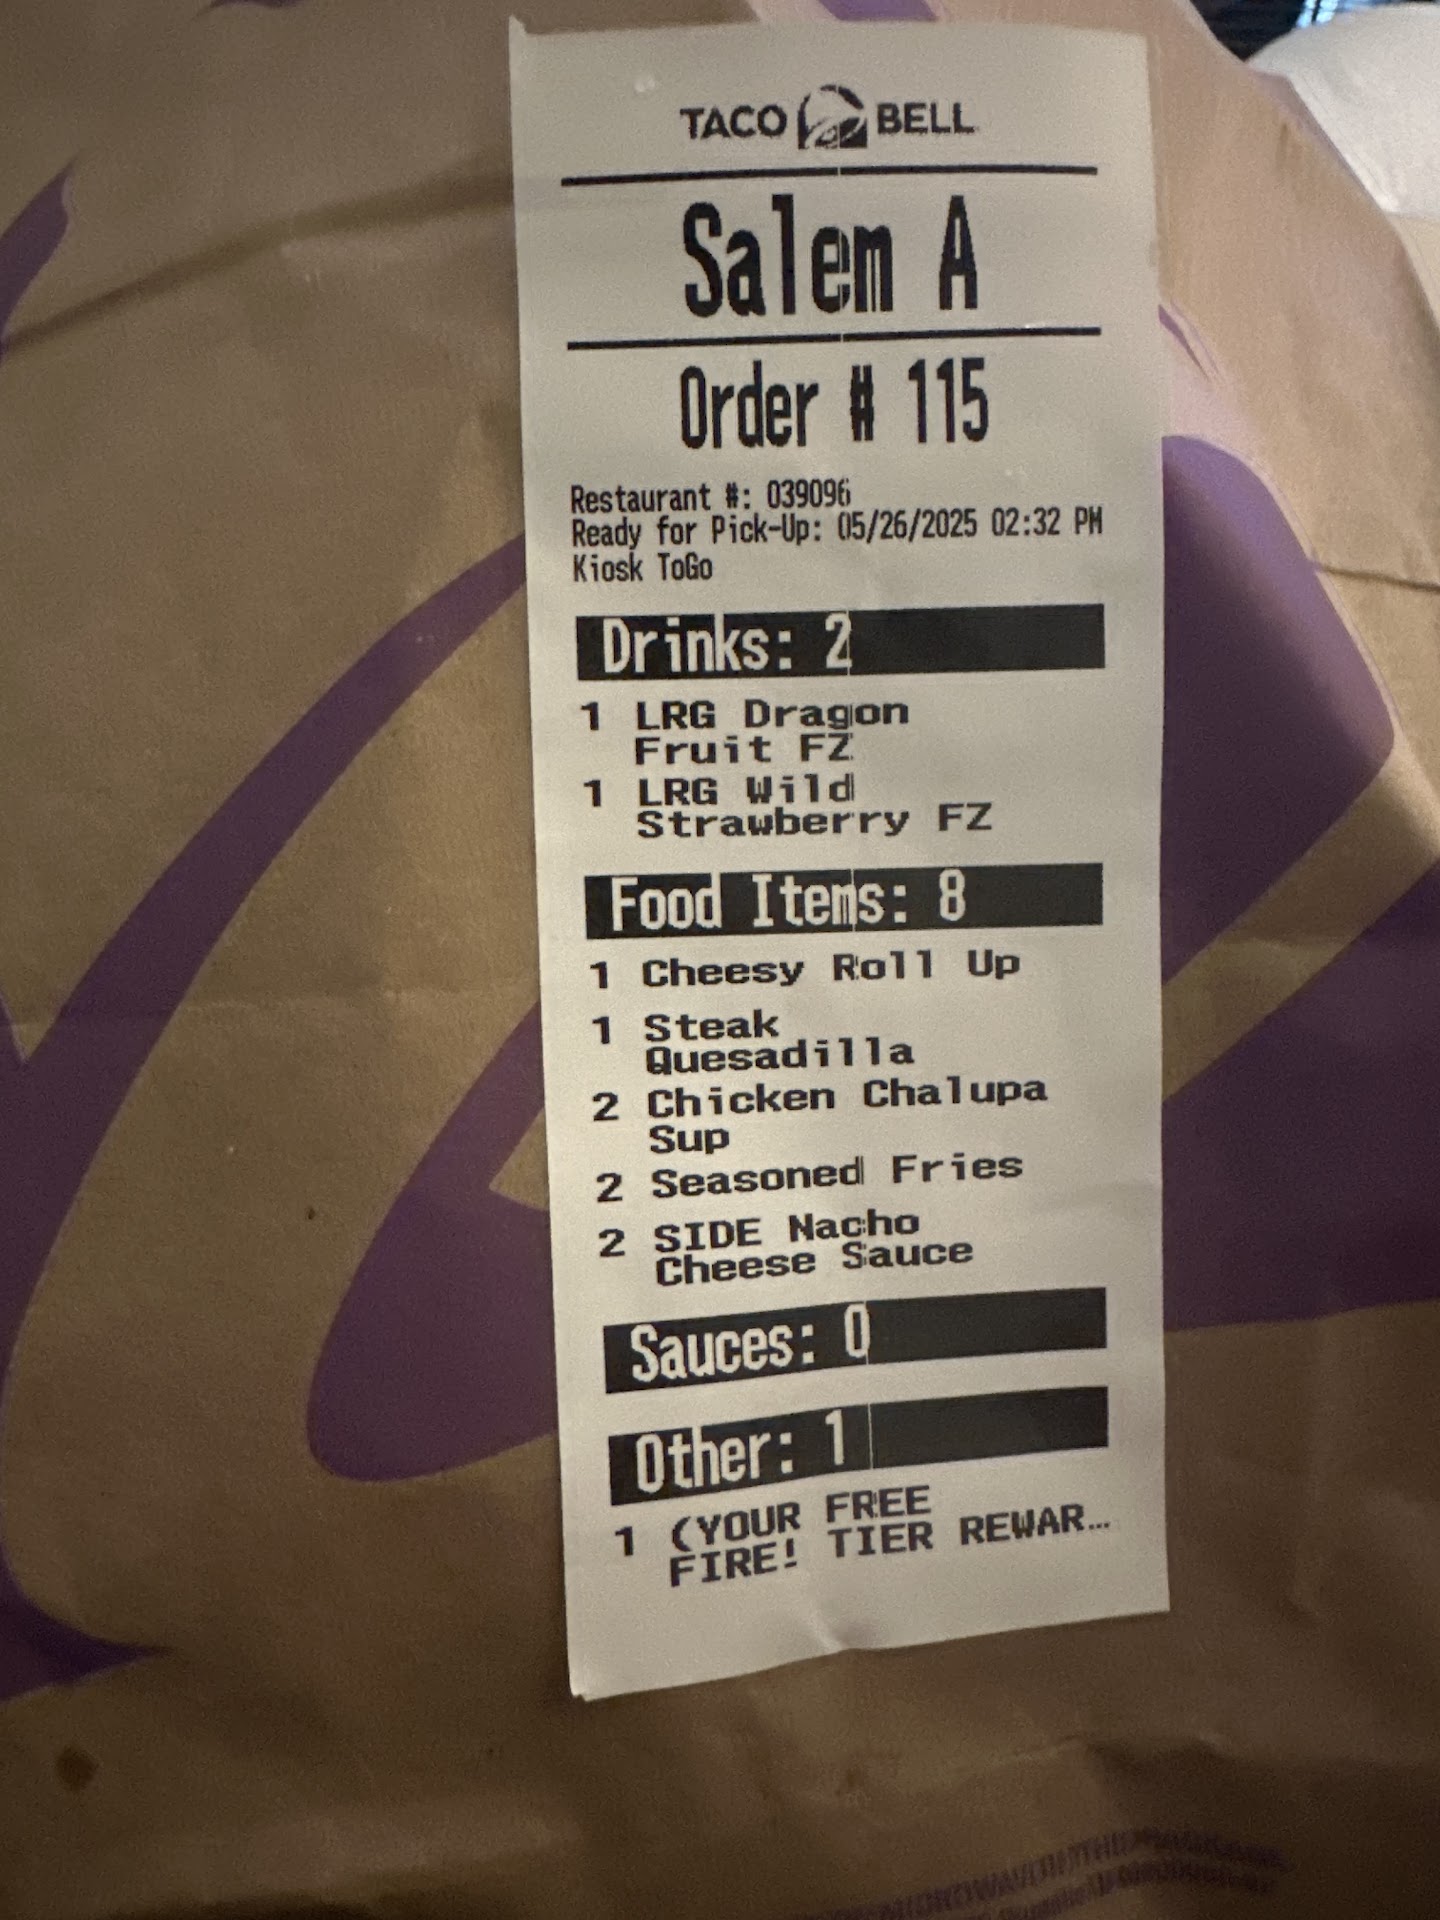 TACO BELL
Salem A
Order # 115
Restaurant #: 039096
Ready for Pick-Up: 05/26/2025 02:32 PM
Kiosk ToGo
Drinks: 2
1 LRG Dragon
Fruit FZ
1 LRG Wild
Strawberry FZ
Food Items: 8
1 Cheesy Roll Up
1 Steak
Quesadilla
2 Chicken Chalupa
Sup
2 Seasoned Fries
2 SIDE Nacho
Cheese Sauce
Sauces: 0
Other: 1
1 (YOUR FREE
FIRE! TIER REWAR…